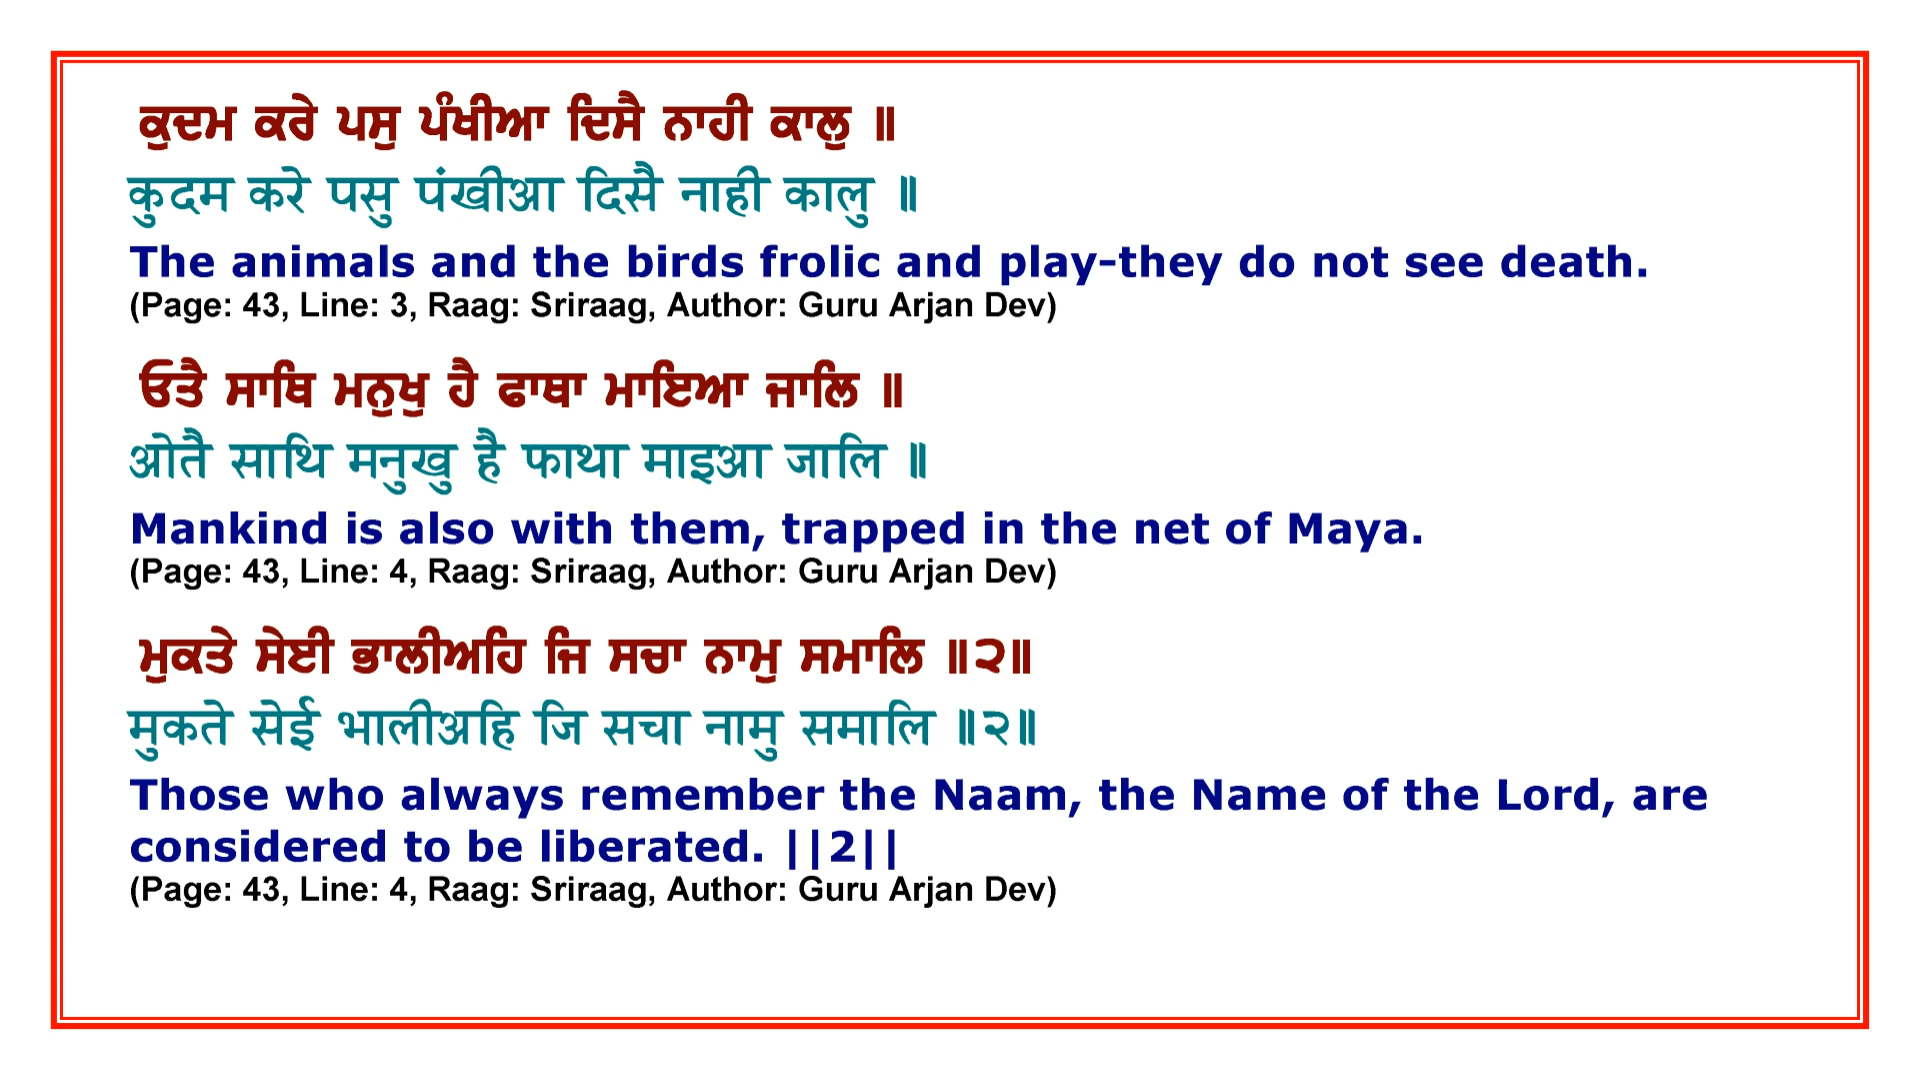 ਕੁਦਮ ਕਰੇ ਪਸੁ ਪੰਖੀਆ ਦਿਸੈ ਨਾਹੀ ਕਾਲੁ ॥
कुदम करे पसु पंखीआ दिसै नाही कालु ॥
The animals and the birds frolic and play-they do not see death.
(Page: 43, Line: 3, Raag: Sriraag, Author: Guru Arjan Dev)
ਓਤੈ ਸਾਥਿ ਮਨੁਖੁ ਹੈ ਫਾਥਾ ਮਾਇਆ ਜਾਲਿ ॥
ओतै साथि मनुखु है फाथा माइआ जालि ॥
Mankind is also with them, trapped in the net of Maya.
(Page: 43, Line: 4, Raag: Sriraag, Author: Guru Arjan Dev)
ਮੁਕਤੇ ਸੇਈ ਭਾਲੀਅਹਿ ਜਿ ਸਚਾ ਨਾਮੁ ਸਮਾਲਿ ॥੨॥
मुकते सेई भालीअहि जि सचा नामु समालि ॥२॥
Those who always remember the Naam, the Name of the Lord, are
considered to be liberated. ||2||
(Page: 43, Line: 4, Raag: Sriraag, Author: Guru Arjan Dev)